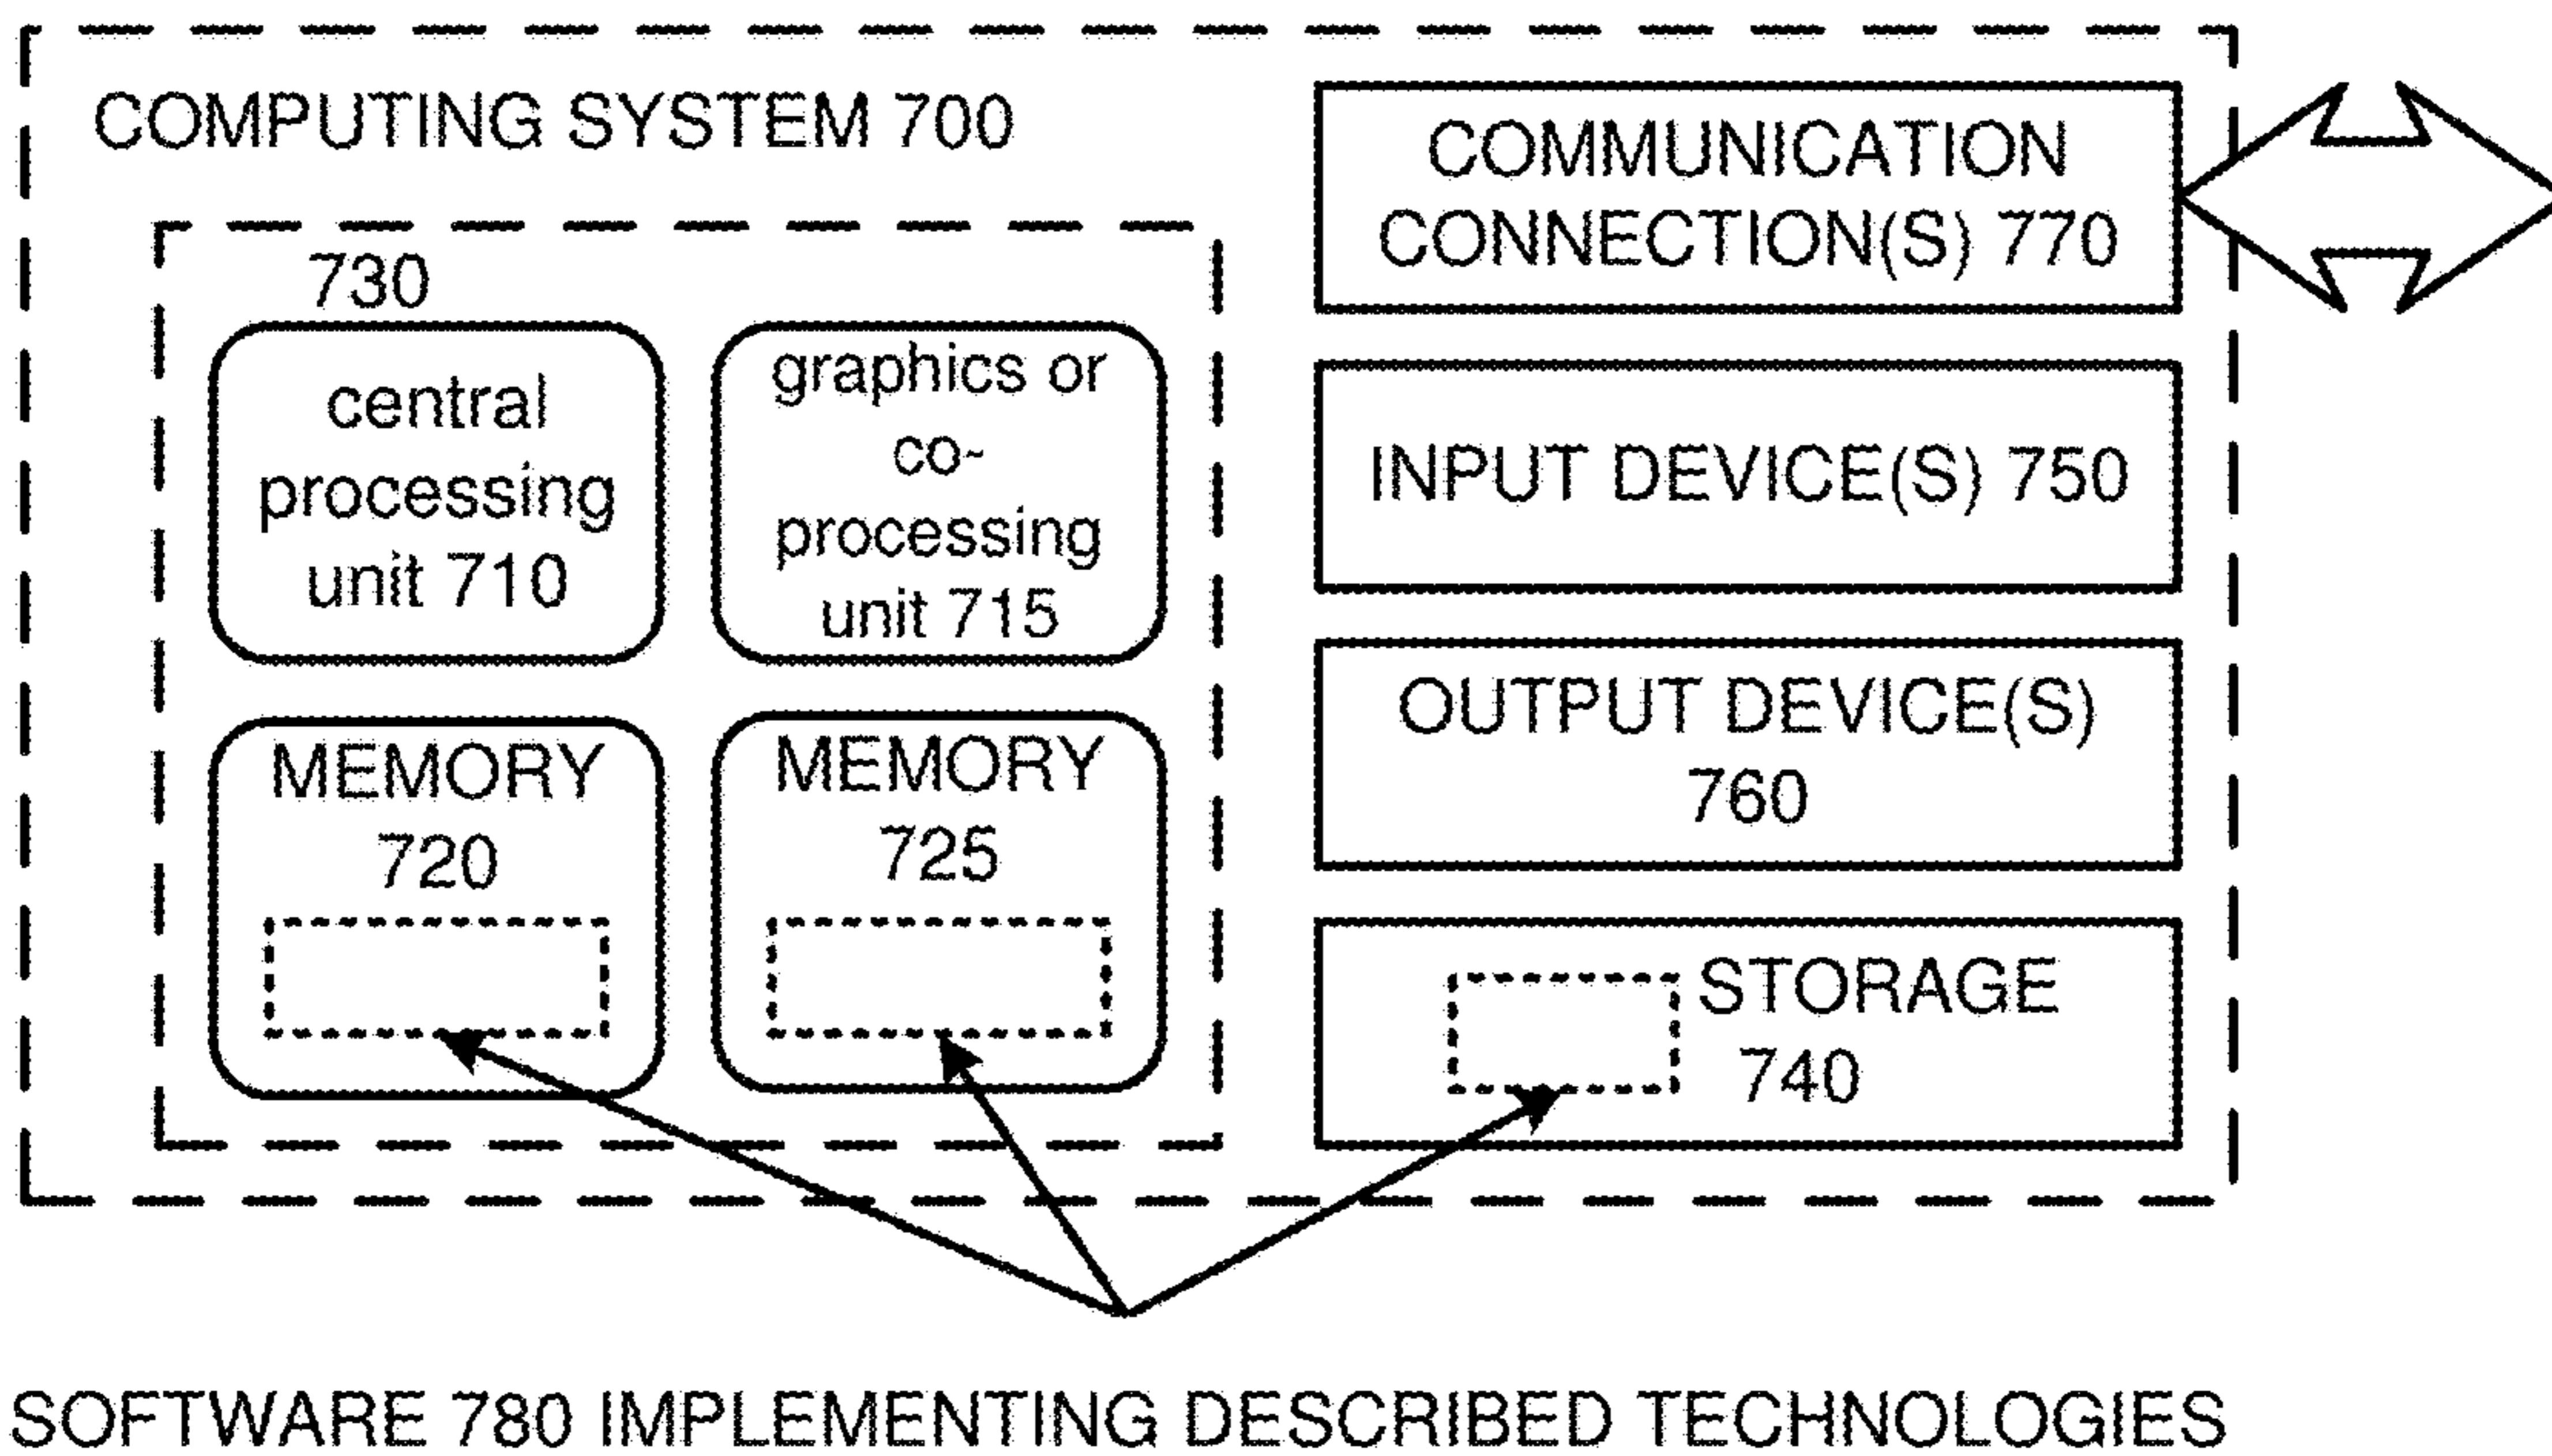 COMPUTING SYSTEM 700
730
central
processing
unit 710
graphics or
co-
processing
unit 715
MEMORY
720
MEMORY
725
COMMUNICATION
CONNECTION(S) 770
INPUT DEVICE(S) 750
OUTPUT DEVICE(S)
760
STORAGE
740
SOFTWARE 780 IMPLEMENTING DESCRIBED TECHNOLOGIES